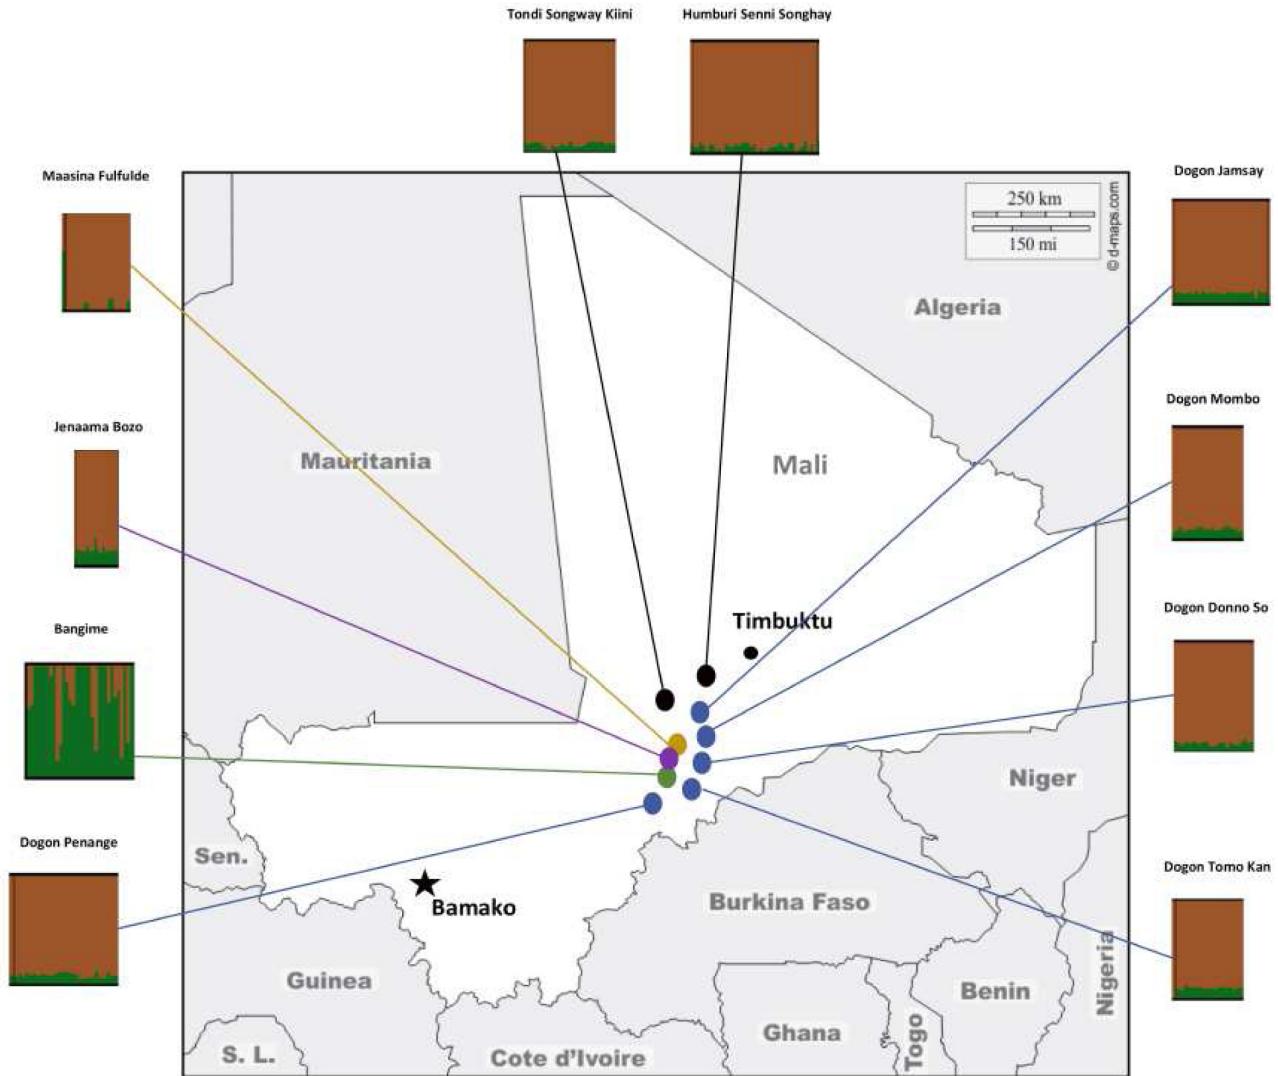 Tondi Songway Kiini
Humburi Senni Songhay
Maasina Fulfulde
Dogon Jamsay
250 km
150 mi
© d-maps.com
Algeria
Dogon Mombo
Jenaama Bozo
Mauritania
Mali
Dogon Donno So
Timbuktu
Bangime
Niger
Dogon Penange
Sen.
Dogon Tomo Kan
Bamako
Burkina Faso
Guinea
Benin
Nigeria
Ghana
Togo
S. L.
Cote d'Ivoire